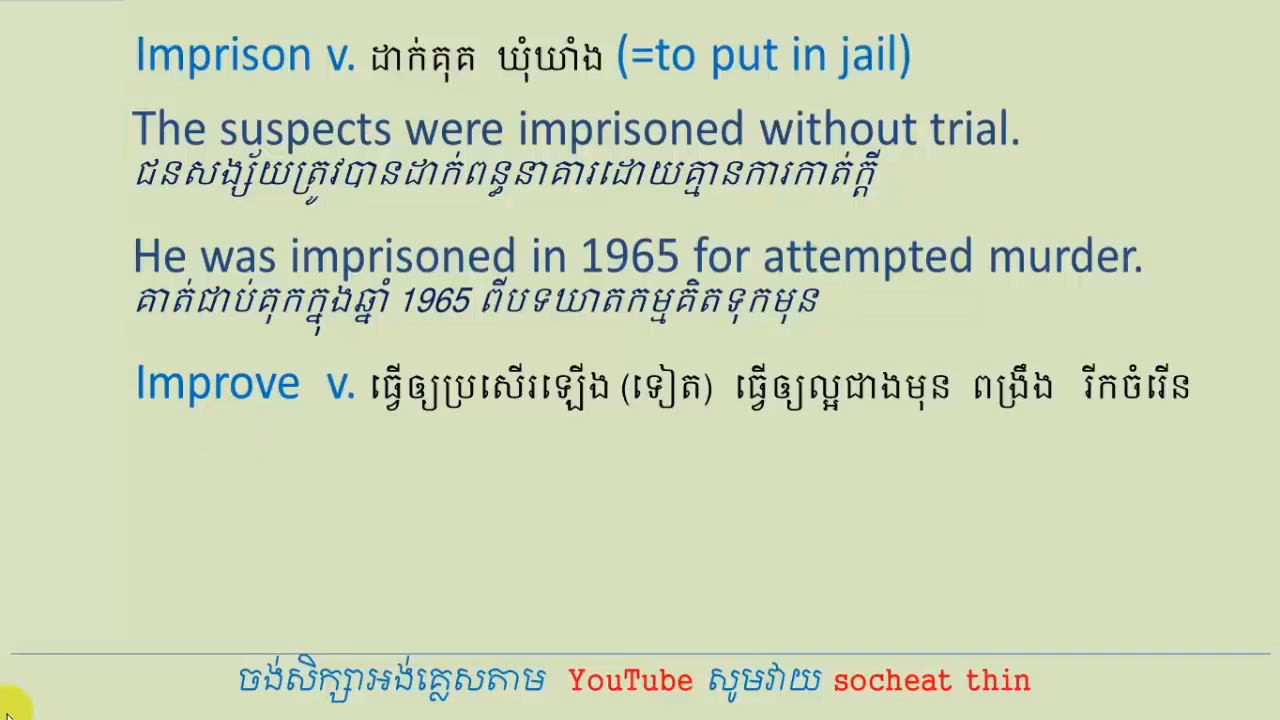 Imprison v. ដាក់គុគ ឃុំឃាំង (=to put in jail)
The suspects were imprisoned without trial.
ជនសង្ស័យត្រូវបានដាក់ពន្ធនាគារដោយគ្មានការកាត់ក្តី
He was imprisoned in 1965 for attempted murder.
គាត់ជាប់គុកក្នុងឆ្នាំ 1965 ពីបទឃាតកម្មគិតទុកមុន
Improve v. ធ្វើឲ្យប្រសើរឡើង (ទៀត) ធ្វើឲ្យល្អជាងមុន ពង្រឹង រីកចំរើន
ចង់សិក្សាអង់គ្លេសតាម YouTube សូមវាយ socheat thin